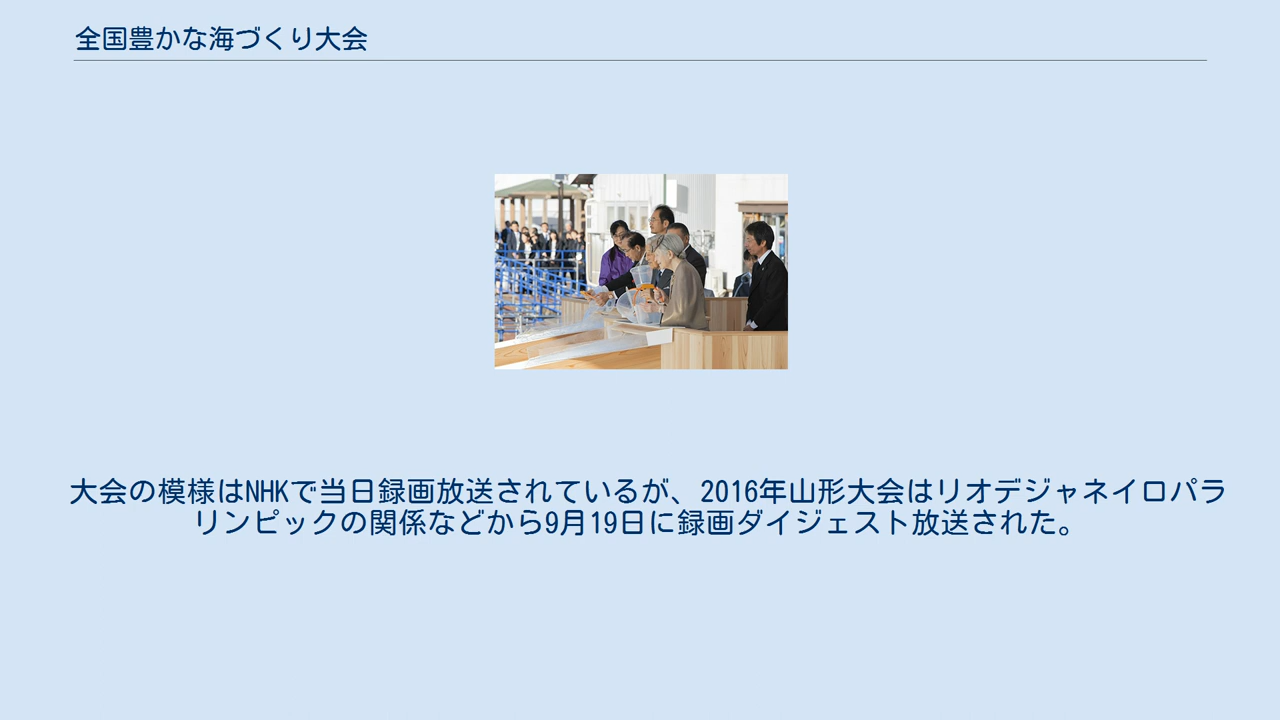 全国豊かな海づくり大会
大会の模様はNHKで当日録画放送されているが、2016年山形大会はリオデジャネイロパラ
リンピックの関係などから9月19日に録画ダイジェスト放送された。